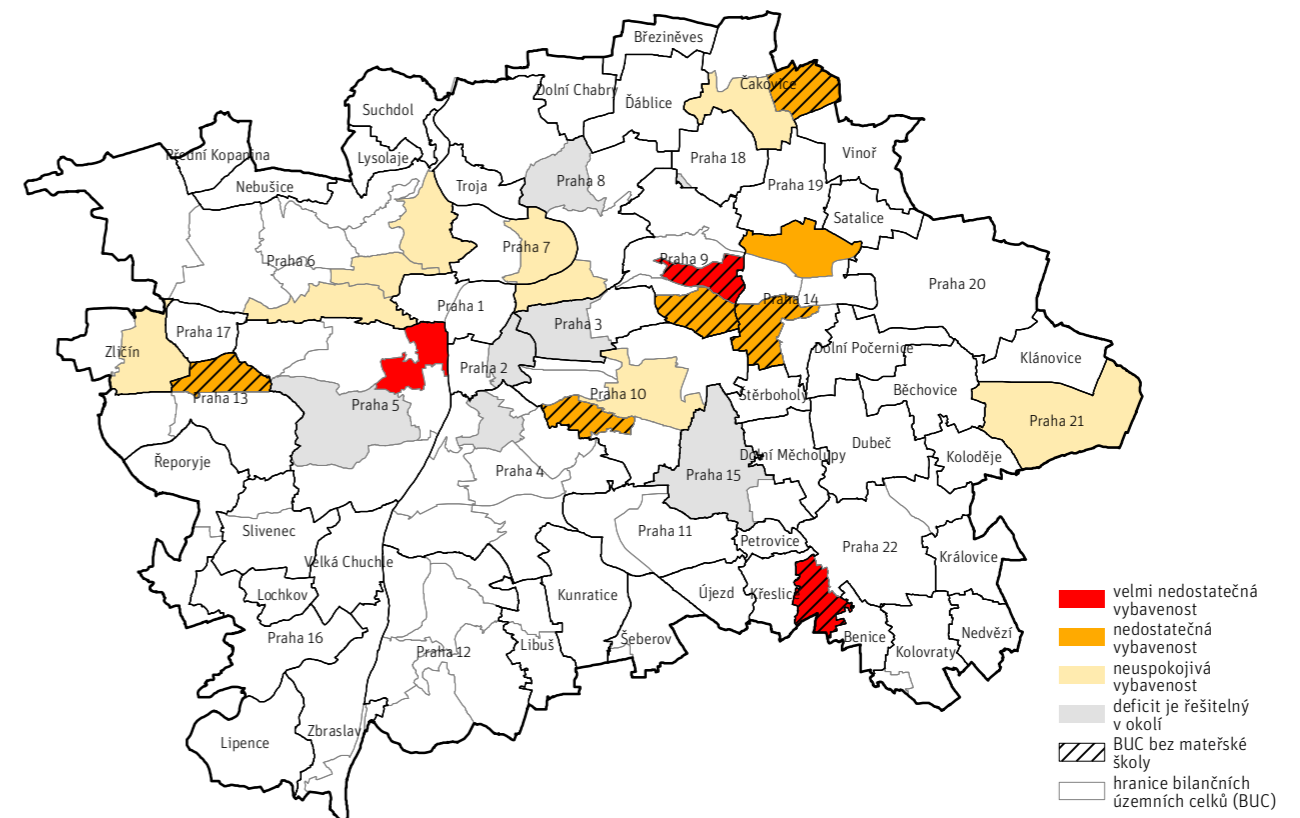 Březiněves
Čakovice
Dolní Chabry
Ďáblice
Suchdol
Přední Kopanina
Lysolaje
Praha 18
Vinoř
Nebušice
Troja
Praha 8
Praha 19
Satalice
Praha 6
Praha 7
Praha 9
Praha 20
Praha 1
Praha 14
Praha 17
Praha 3
Zličín
Dolní Počernice
Klánovice
Praha 2
Praha 13
Praha 5
Praha 10
Štěrboholy
Běchovice
Praha 21
Řeporyje
Praha 4
Praha 15
Dolní Měcholupy
Dubeč
Koloděje
Slivenec
Praha 11
Petrovice
Praha 22
Královice
Velká Chuchle
Lochkov
Kunratice
Újezd
Křeslice
Praha 16
Praha 12
Libuš
Šeberov
Benice
Kolovraty
Nedvězí
Lipence
Zbraslav
velmi nedostatečná
vybavenost
nedostatečná
vybavenost
neuspokojivá
vybavenost
deficit je řešitelný
v okolí
BUC bez mateřské
školy
hranice bilančních
územních celků (BUC)